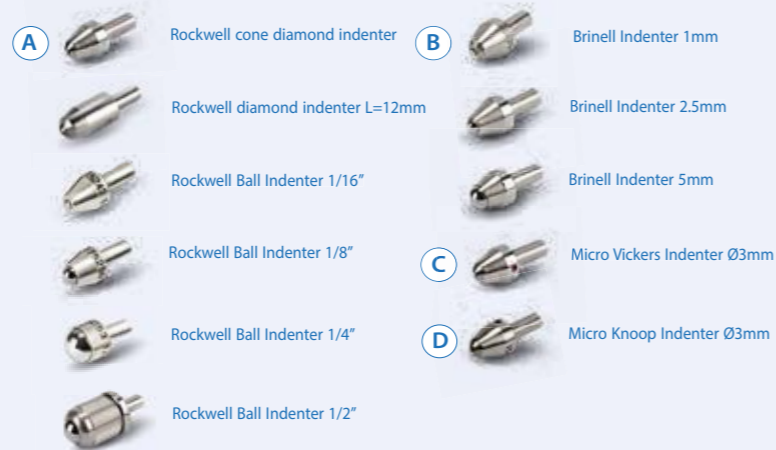 A
Rockwell cone diamond indenter
Rockwell diamond indenter L=12mm
Rockwell Ball Indenter 1/16”
Rockwell Ball Indenter 1/8”
Rockwell Ball Indenter 1/4”
Rockwell Ball Indenter 1/2”
B
Brinell Indenter 1mm
Brinell Indenter 2.5mm
Brinell Indenter 5mm
C
Micro Vickers Indenter Ø3mm
D
Micro Knoop Indenter Ø3mm